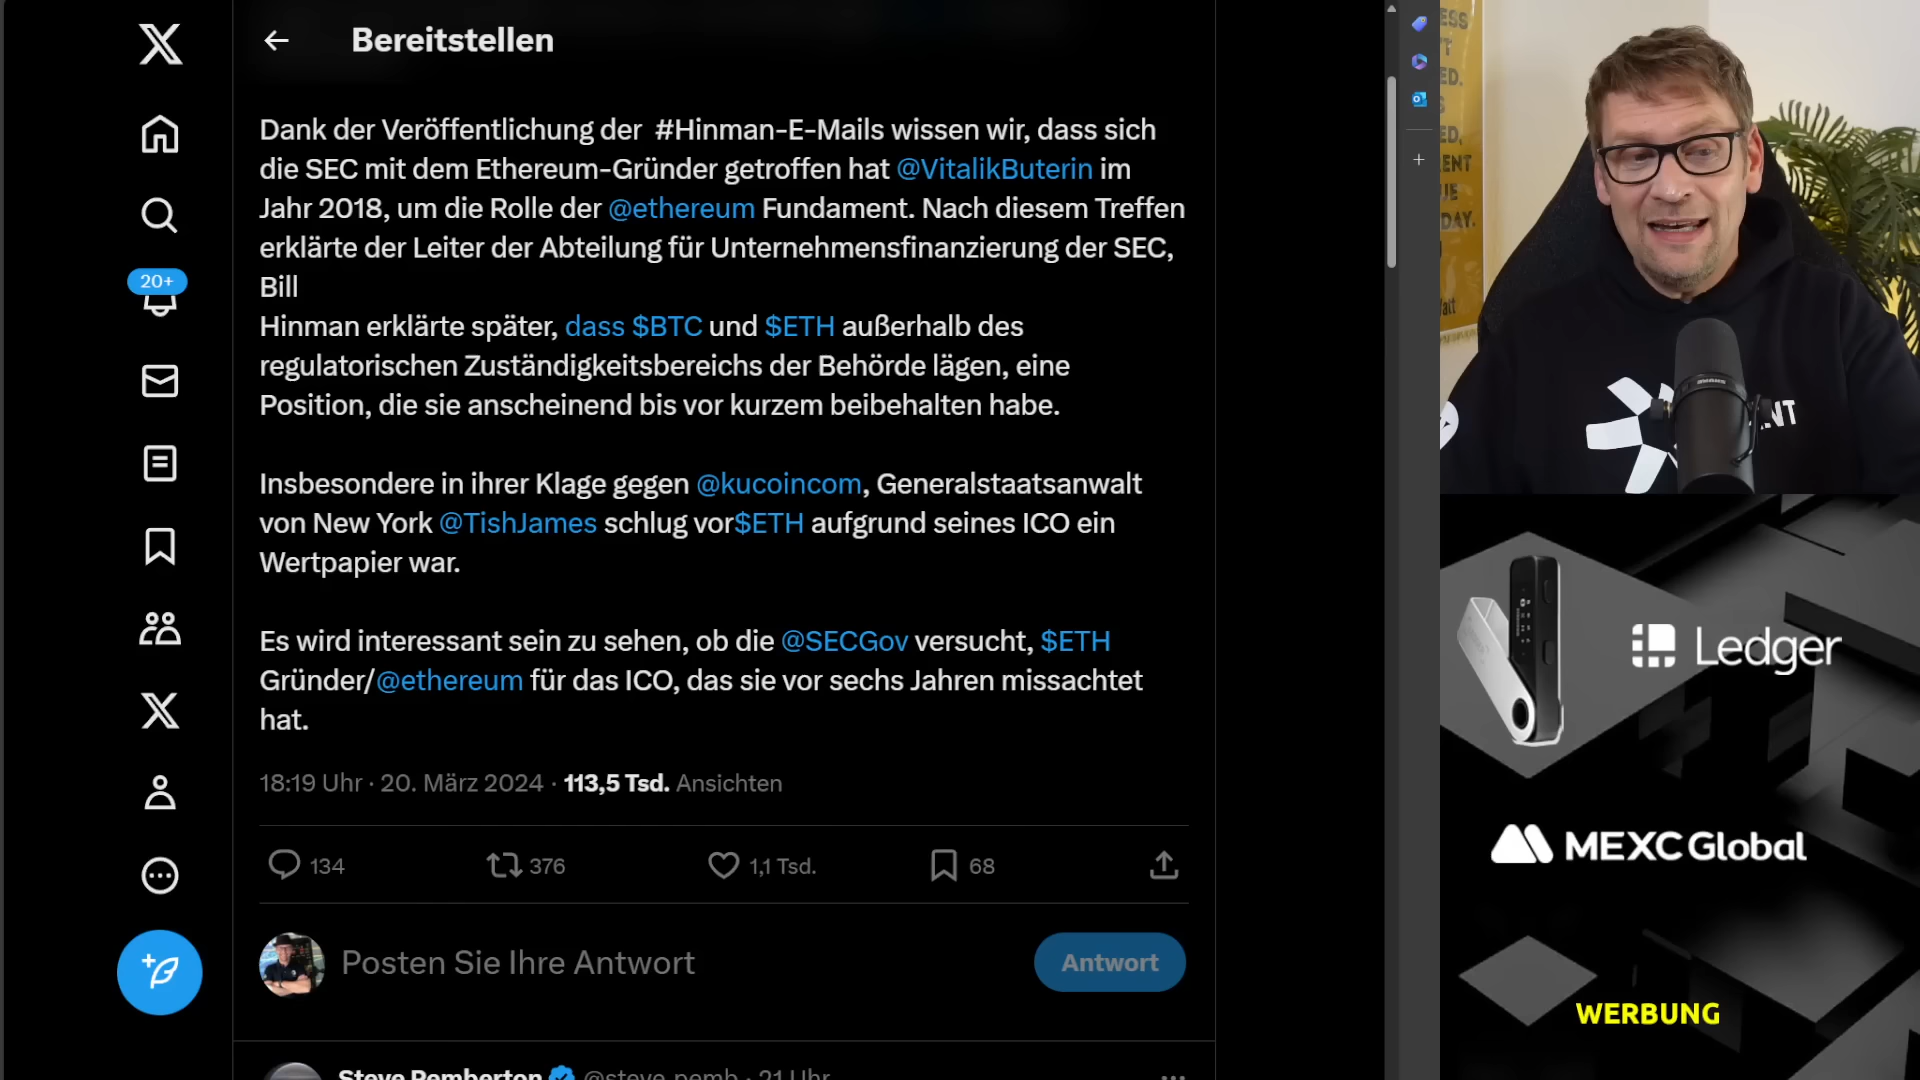 Bereitstellen
Dank der Veröffentlichung der #Hinman-E-Mails wissen wir, dass sich
die SEC mit dem Ethereum-Gründer getroffen hat @VitalikButerin im
Jahr 2018, um die Rolle der @ethereum Fundament. Nach diesem Treffen
erklärte der Leiter der Abteilung für Unternehmensfinanzierung der SEC,
Bill
Hinman erklärte später, dass $BTC und $ETH außerhalb des
regulatorischen Zuständigkeitsbereichs der Behörde lägen, eine
Position, die sie anscheinend bis vor kurzem beibehalten habe.
Insbesondere in ihrer Klage gegen @kucoincom, Generalstaatsanwalt
von New York @TishJames schlug vor$ETH aufgrund seines ICO ein
Wertpapier war.
Es wird interessant sein zu sehen, ob die @SECGov versucht, $ETH
Gründer/@ethereum für das ICO, das sie vor sechs Jahren missachtet
hat.
18:19 Uhr · 20. März 2024 · 113,5 Tsd. Ansichten
134 376 1,1 Tsd. 68
Posten Sie Ihre Antwort
Antwort
Steve Pemberton @steve_pemb · 21 Uhr
20+
Ledger
MEXC Global
WERBUNG